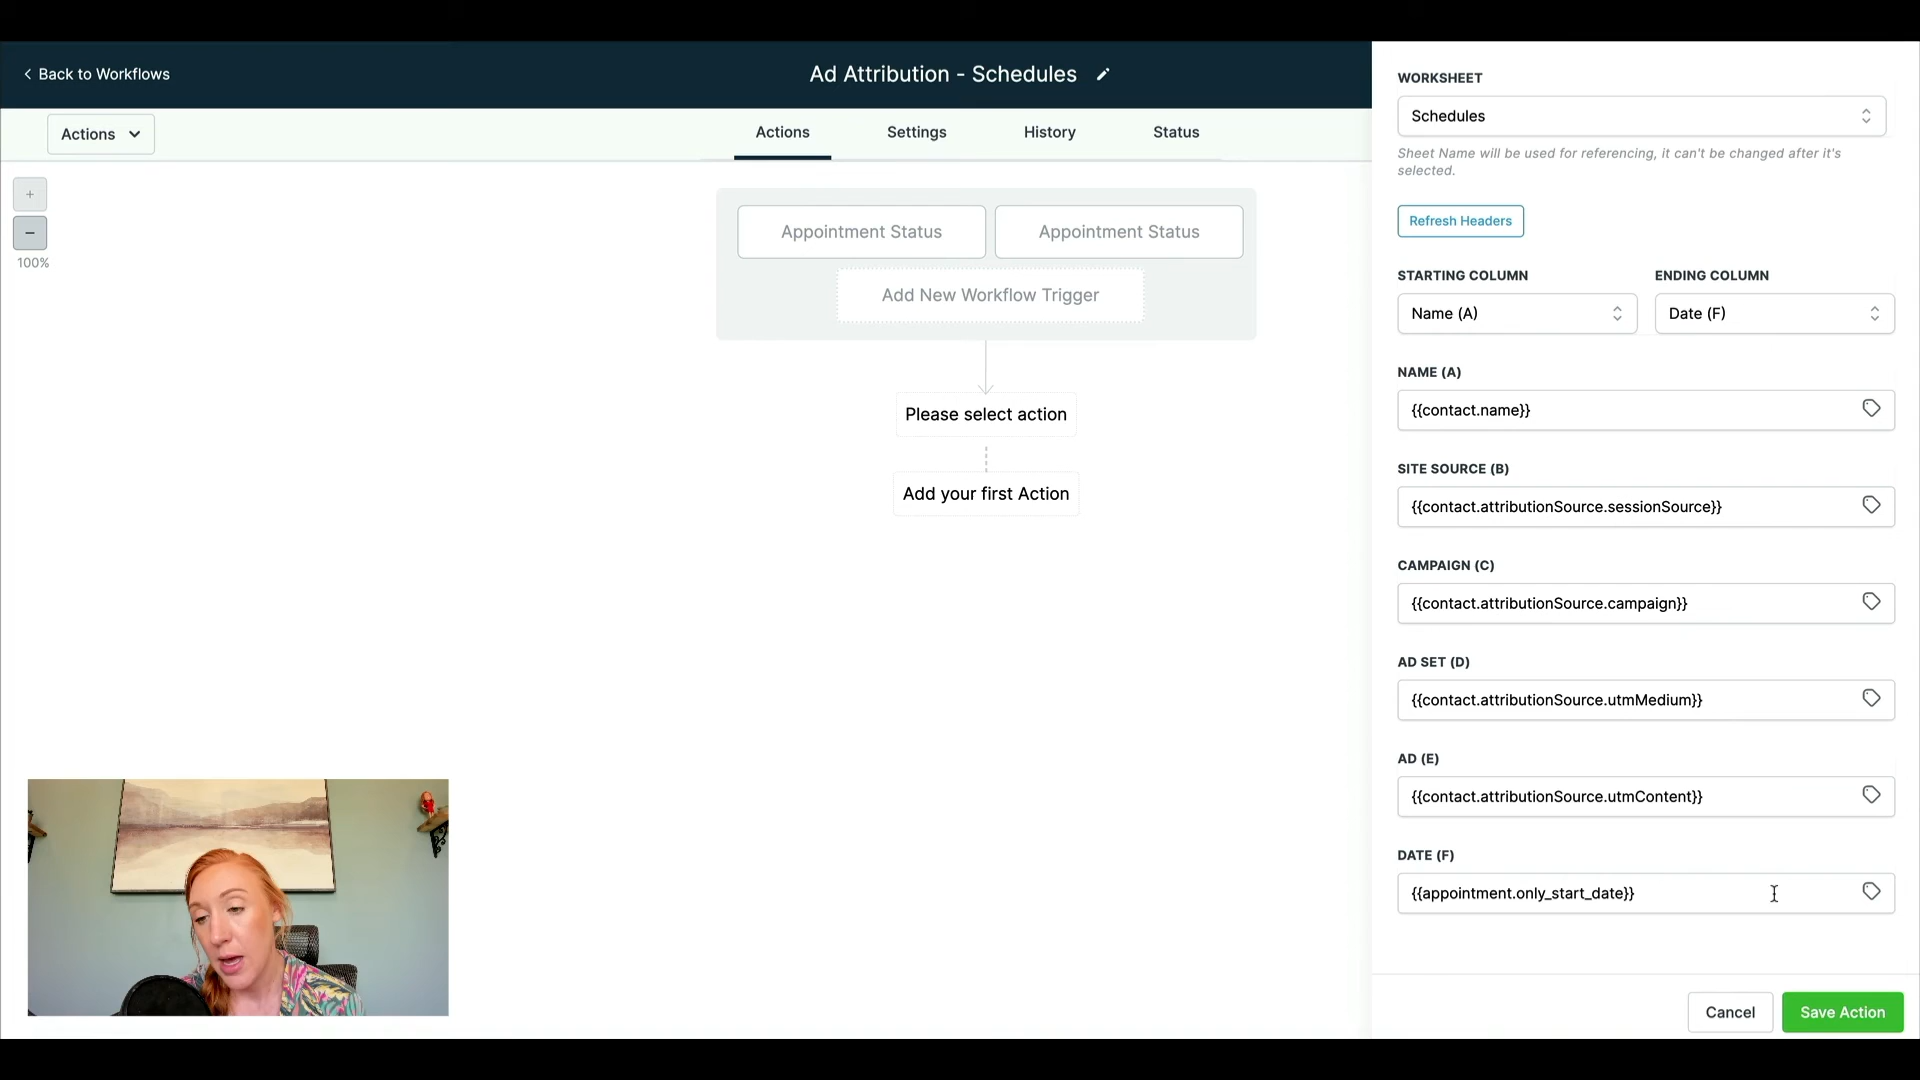 Back to Workflows
Ad Attribution - Schedules
Actions
Actions
Settings
History
Status
+
−
100%
Appointment Status
Appointment Status
Add New Workflow Trigger
Please select action
Add your first Action
WORKSHEET
Schedules
Sheet Name will be used for referencing, it can't be changed after it's
selected.
Refresh Headers
STARTING COLUMN
ENDING COLUMN
Name (A)
Date (F)
NAME (A)
{{contact.name}}
SITE SOURCE (B)
{{contact.attributionSource.sessionSource}}
CAMPAIGN (C)
{{contact.attributionSource.campaign}}
AD SET (D)
{{contact.attributionSource.utmMedium}}
AD (E)
{{contact.attributionSource.utmContent}}
DATE (F)
{{appointment.only_start_date}}
Cancel
Save Action